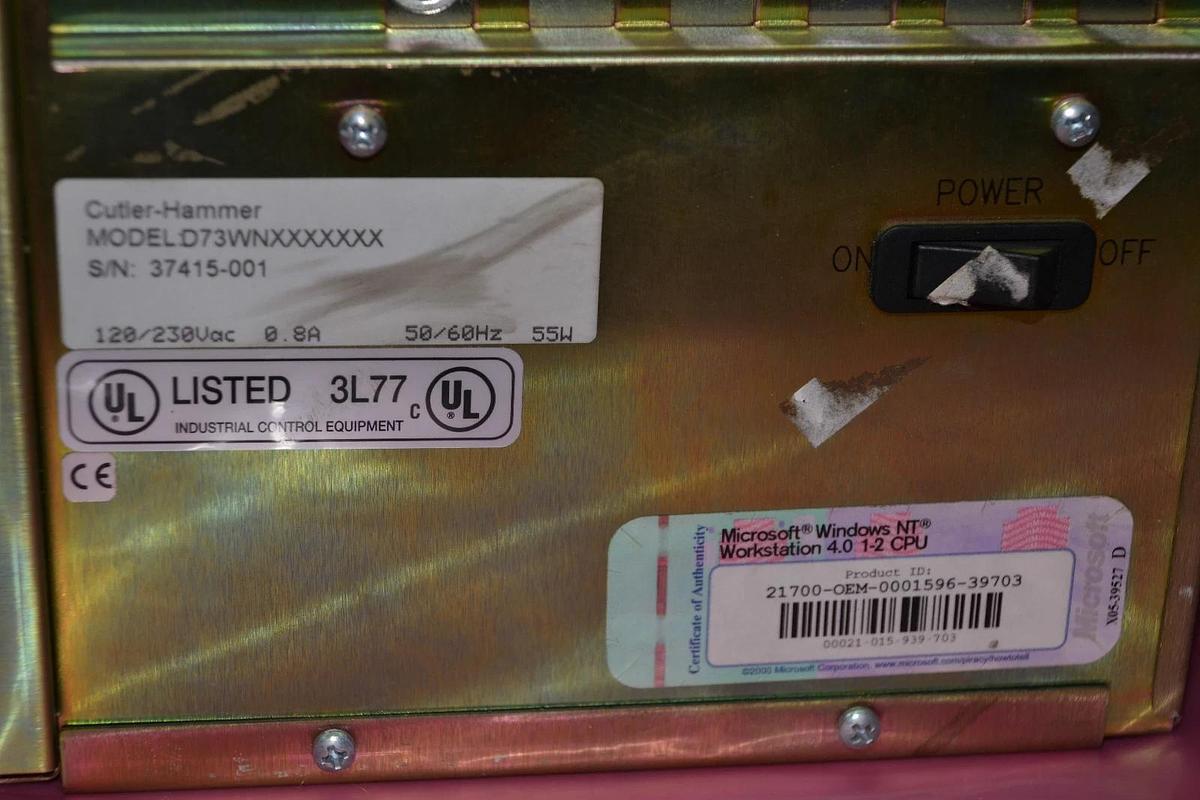 Cutler-Hammer
MODEL:D73WNXXXXXXX
S/N: 37415-001
120/230Vac 0.8A 50/60Hz 55W
UL ® LISTED 3L77 C UL ®
INDUSTRIAL CONTROL EQUIPMENT
CE
POWER
ON OFF
Certificate of Authenticity
Microsoft® Windows NT®
Workstation 4.0 1-2 CPU
Product ID:
21700-OEM-0001596-39703
00021-015-939-703
©2000 Microsoft Corporation. www.microsoft.com/piracy/howtotell
Microsoft
X05-39527 D